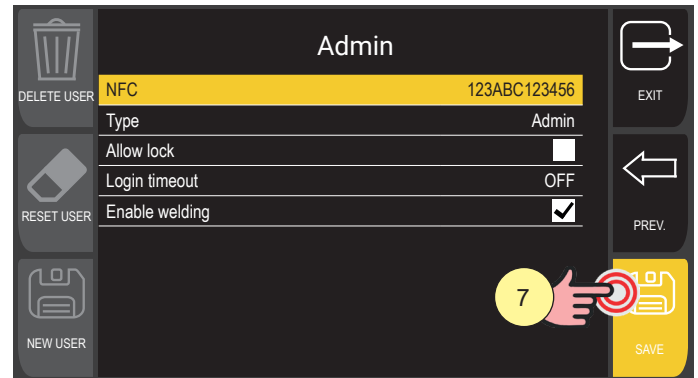 Admin
DELETE USER
NFC 123ABC123456
EXIT
Type Admin
Allow lock
Login timeout OFF
RESET USER
Enable welding
PREV.
7
NEW USER
SAVE